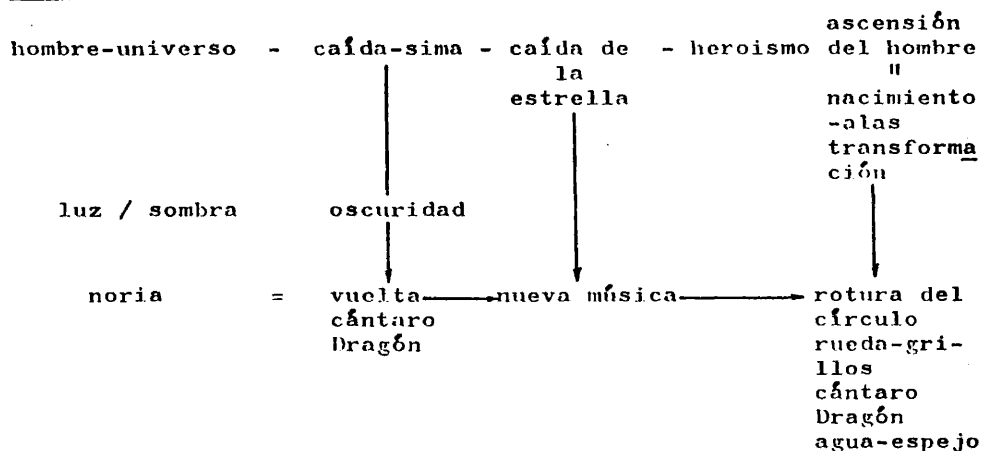 ascensión
hombre-universo - caída-sima - caída de - heroismo del hombre
la "
estrella nacimiento
-alas
transforma
ción
luz / sombra oscuridad
noria = vuelta nueva música rotura del
cántaro círculo
Dragón rueda-gri-
llos
cántaro
Dragón
agua-espejo